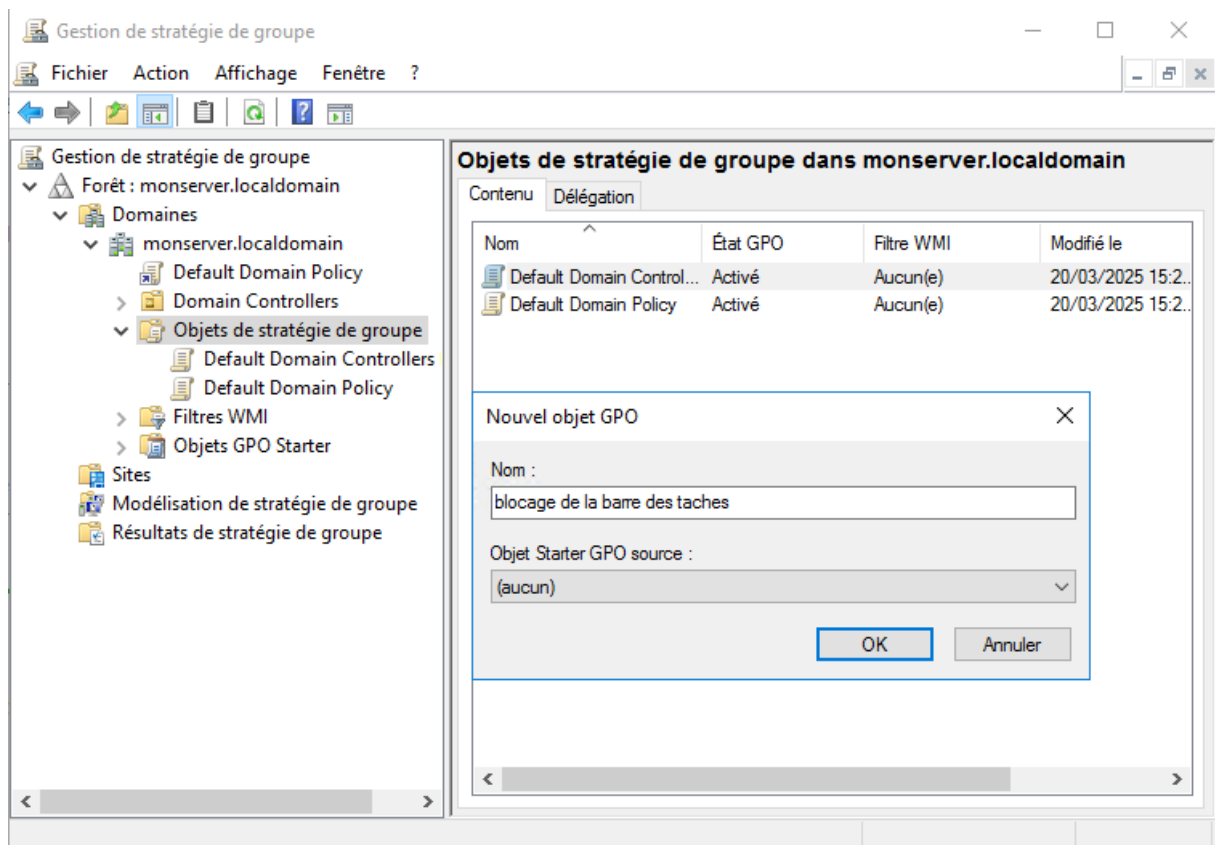 Gestion de stratégie de groupe
Fichier Action Affichage Fenêtre ?
Gestion de stratégie de groupe
Forêt : monserver.localdomain
Domaines
monserver.localdomain
Default Domain Policy
Domain Controllers
Objets de stratégie de groupe
Default Domain Controllers
Default Domain Policy
Filtres WMI
Objets GPO Starter
Sites
Modélisation de stratégie de groupe
Résultats de stratégie de groupe
Objets de stratégie de groupe dans monserver.localdomain
Contenu Délégation
Nom État GPO Filtre WMI Modifié le
Default Domain Control... Activé Aucun(e) 20/03/2025 15:2..
Default Domain Policy Activé Aucun(e) 20/03/2025 15:2..
Nouvel objet GPO
Nom :
blocage de la barre des taches
Objet Starter GPO source :
(aucun)
OK Annuler